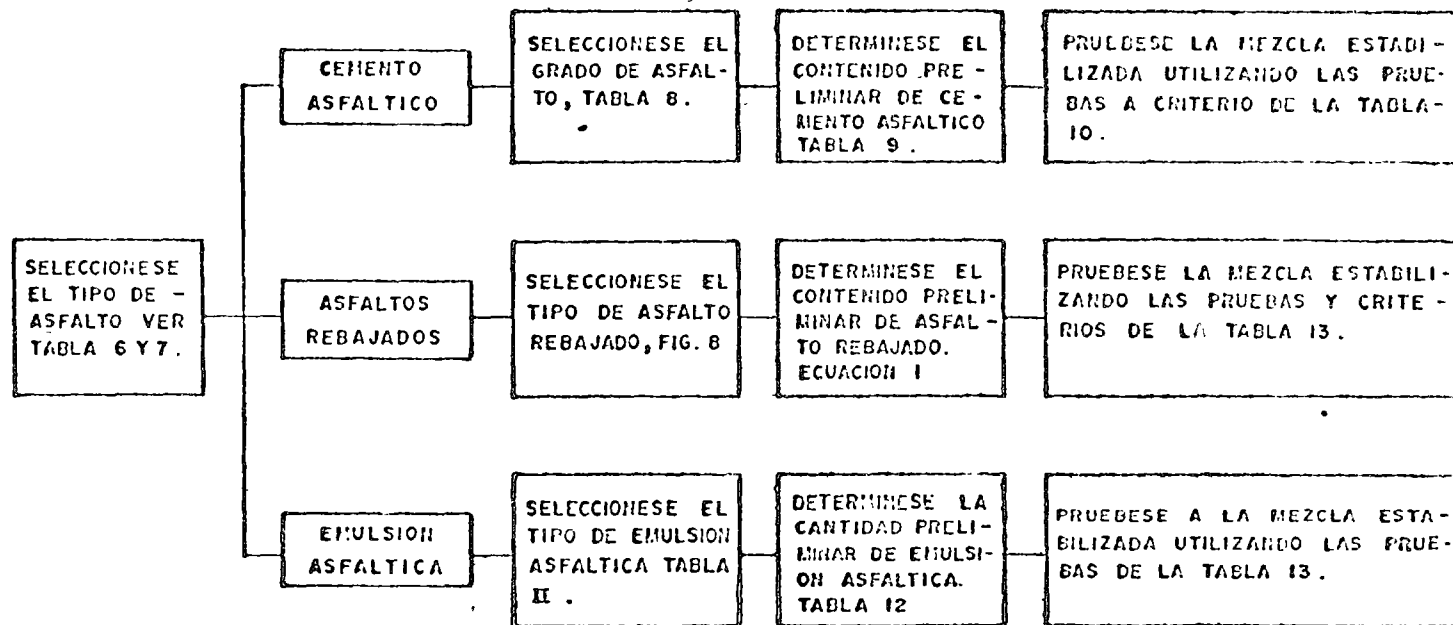 SELECCIONESE
EL TIPO DE -
ASFALTO VER
TABLA 6 Y 7.
CEMENTO
ASFALTICO
SELECCIONESE EL
GRADO DE ASFAL-
TO, TABLA 8.
DETERMINESE EL
CONTENIDO PRE -
LIMINAR DE CE -
MENTO ASFALTICO
TABLA 9.
PRUEBESE LA MEZCLA ESTABI-
LIZADA UTILIZANDO LAS PRUE-
BAS A CRITERIO DE LA TABLA-
10.
ASFALTOS
REBAJADOS
SELECCIONESE EL
TIPO DE ASFALTO
REBAJADO, FIG. 8
DETERMINESE EL
CONTENIDO PRELI-
MINAR DE ASFAL -
TO REBAJADO.
ECUACION I
PRUEBESE LA MEZCLA ESTABILI-
ZANDO LAS PRUEBAS Y CRITE -
RIOS DE LA TABLA 13.
EMULSION
ASFALTICA
SELECCIONESE EL
TIPO DE EMULSION
ASFALTICA TABLA
II .
DETERMINESE LA
CANTIDAD PRELI-
MINAR DE EMULSI-
ON ASFALTICA.
TABLA 12
PRUEBESE A LA MEZCLA ESTA-
BILIZADA UTILIZANDO LAS PRUE-
BAS DE LA TABLA 13.